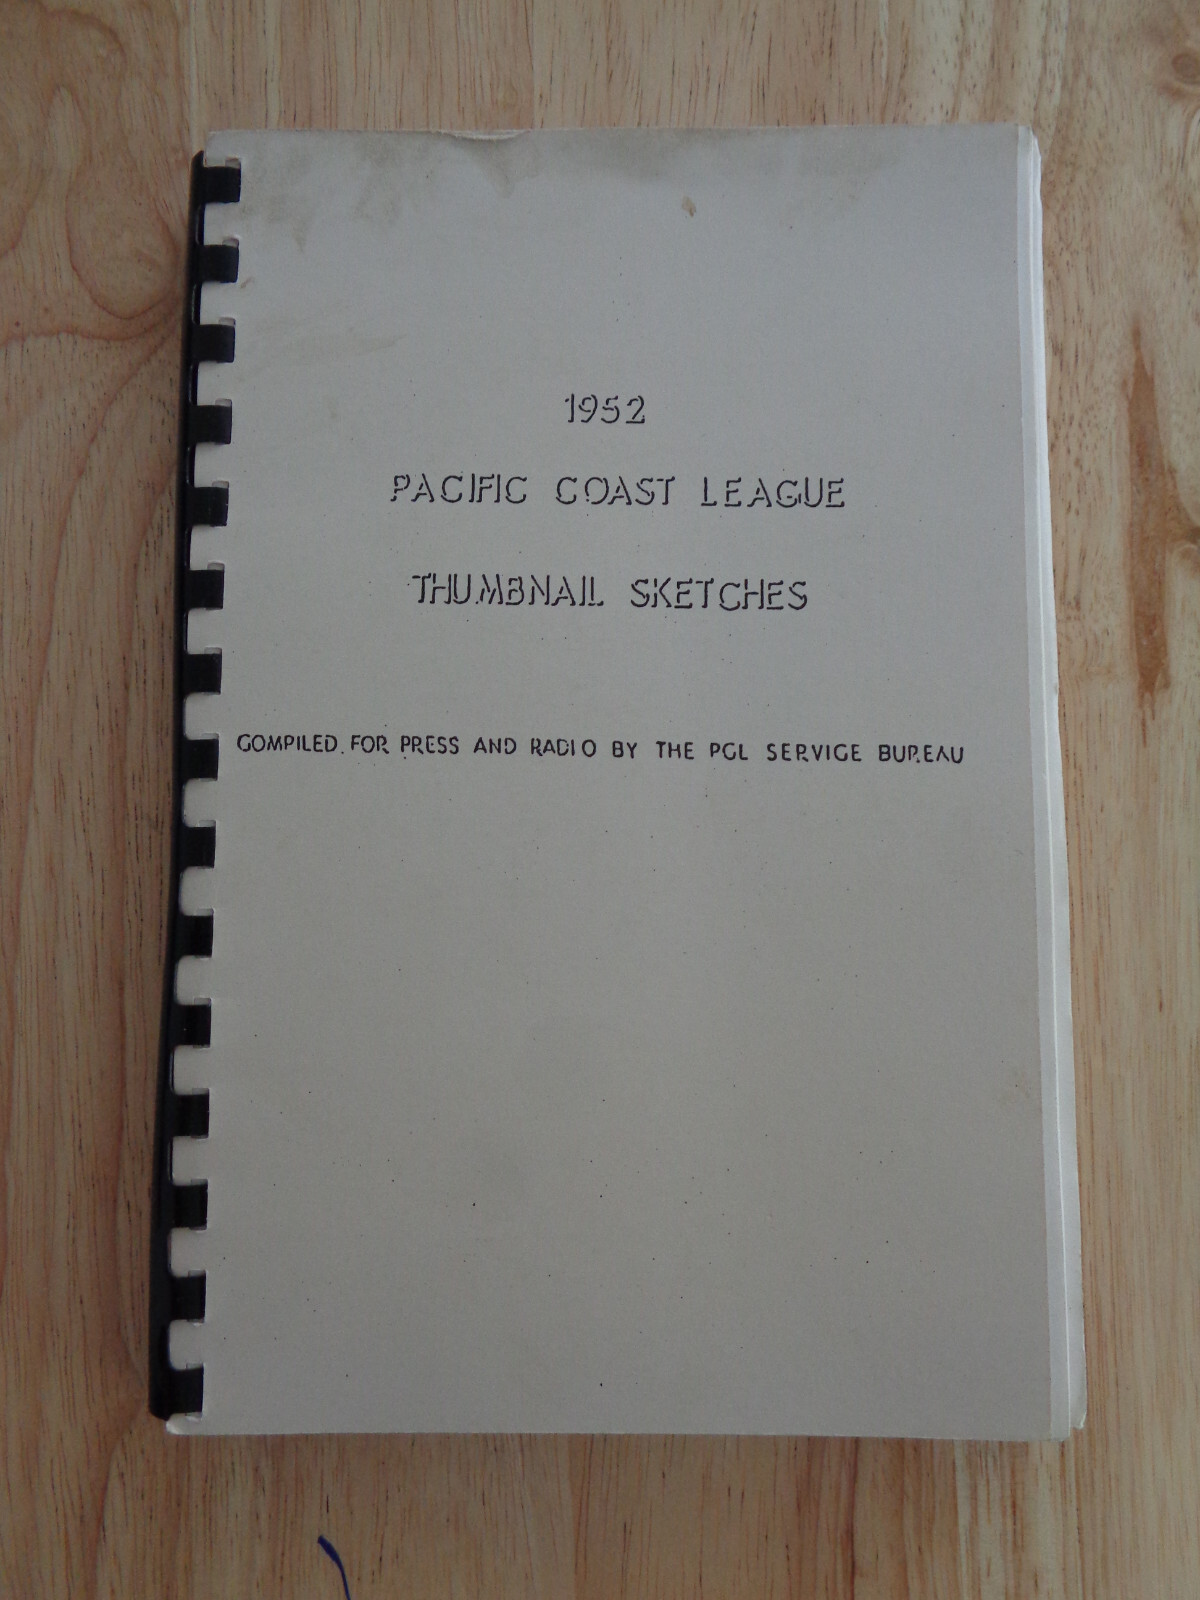 1952
PACIFIC COAST LEAGUE
THUMBNAIL SKETCHES
COMPILED FOR PRESS AND RADIO BY THE PCL SERVICE BUREAU